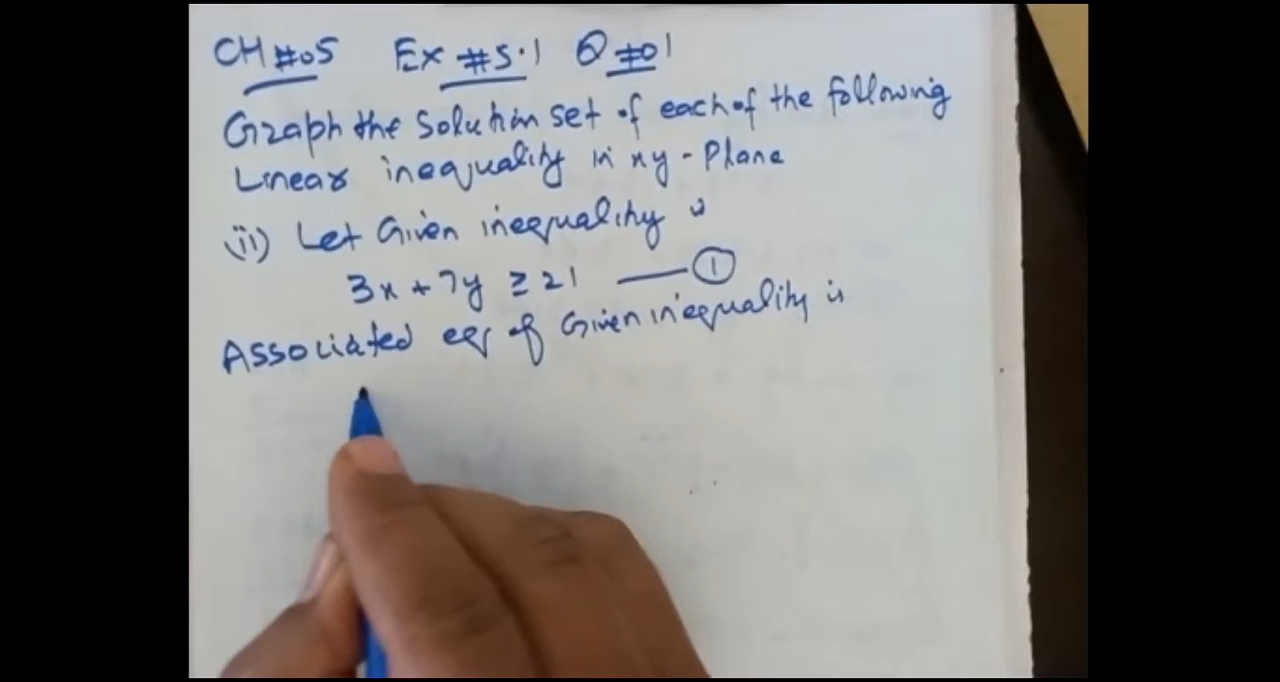 CH #05 Ex #5.1 Q #01
Graph the Solution set of each of the following
Linear inequality in xy-Plane
(ii) Let Given inequality is
3x + 7y ≥ 21 —— ①
Associated eq of Given inequality is